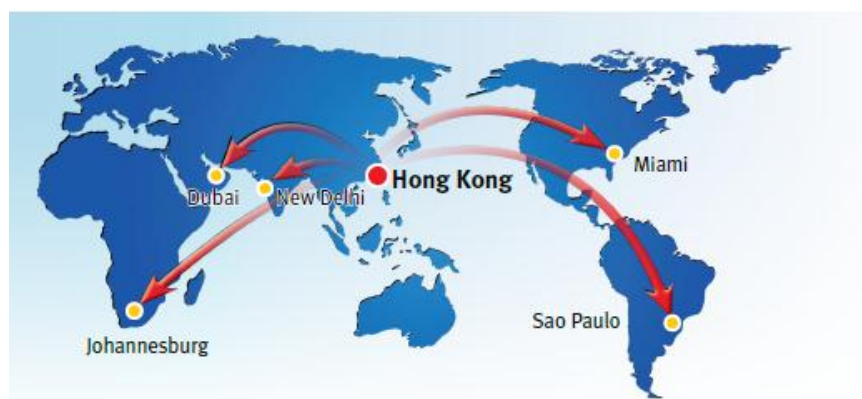 Miami
Hong Kong
Dubai
New Delhi
Sao Paulo
Johannesburg